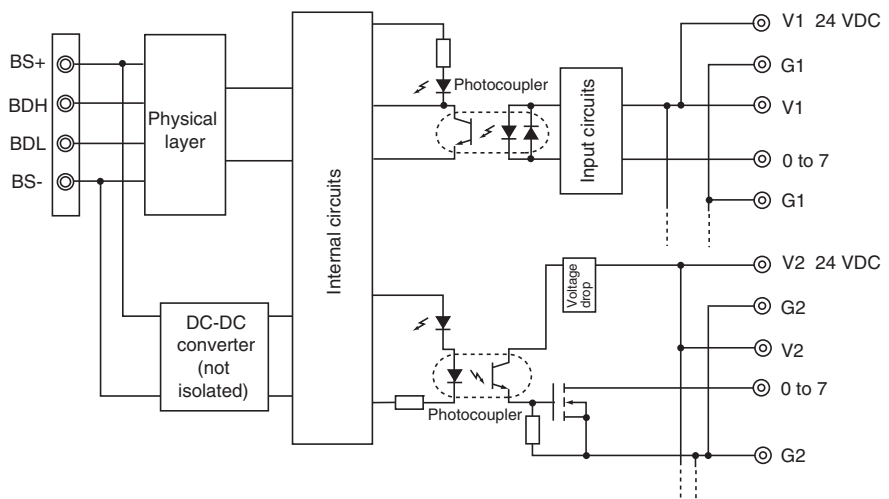 BS+
BDH
BDL
BS-
Physical
layer
DC-DC
converter
(not
isolated)
Internal circuits
Photocoupler
Input circuits
V1 24 VDC
G1
V1
0 to 7
G1
Voltage
drop
Photocoupler
V2 24 VDC
G2
V2
0 to 7
G2